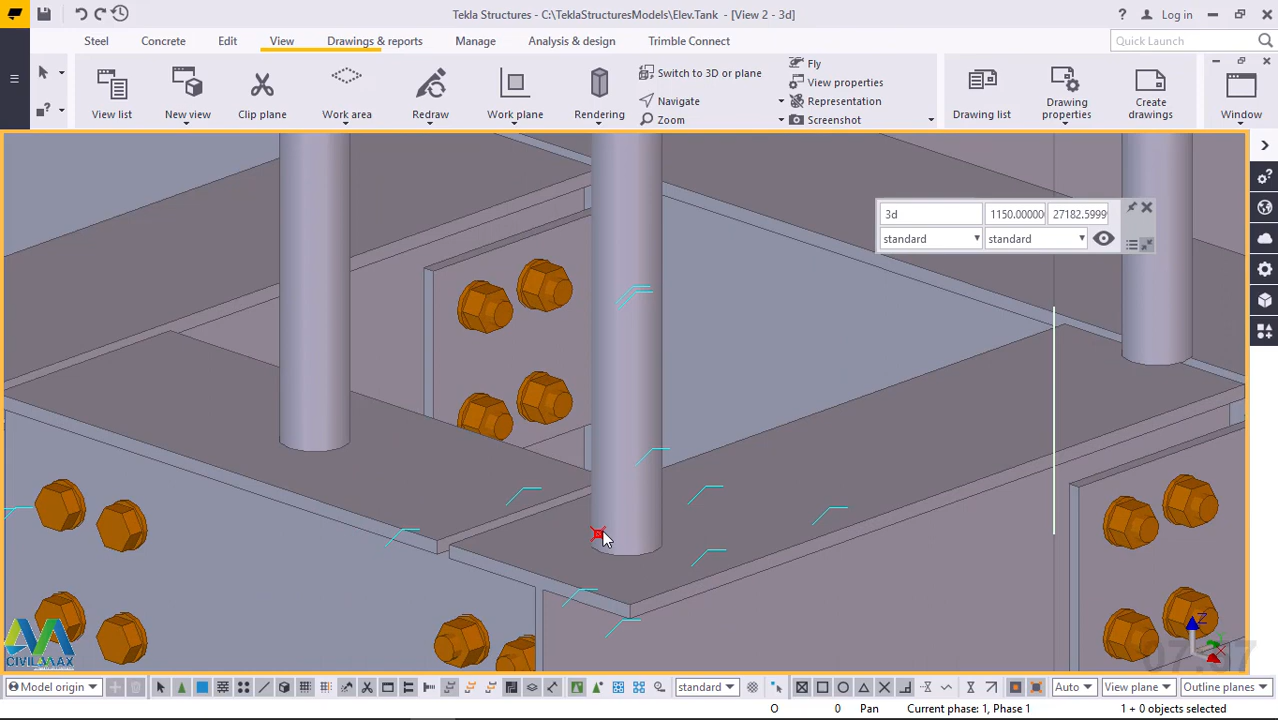 Tekla Structures - C:\TeklaStructuresModels\Elev.Tank - [View 2 - 3d]
Log in
Steel Concrete Edit View Drawings & reports Manage Analysis & design Trimble Connect
Quick Launch
View list
New view
Clip plane
Work area
Redraw
Work plane
Rendering
Switch to 3D or plane
Navigate
Zoom
Fly
View properties
Representation
Screenshot
Drawing list
Drawing properties
Create drawings
Window
3d 1150.00000 27182.5999
standard standard
Z
CIVILMAX
Model origin
standard
Auto
View plane
Outline planes
O 0 Pan Current phase: 1, Phase 1 1 + 0 objects selected